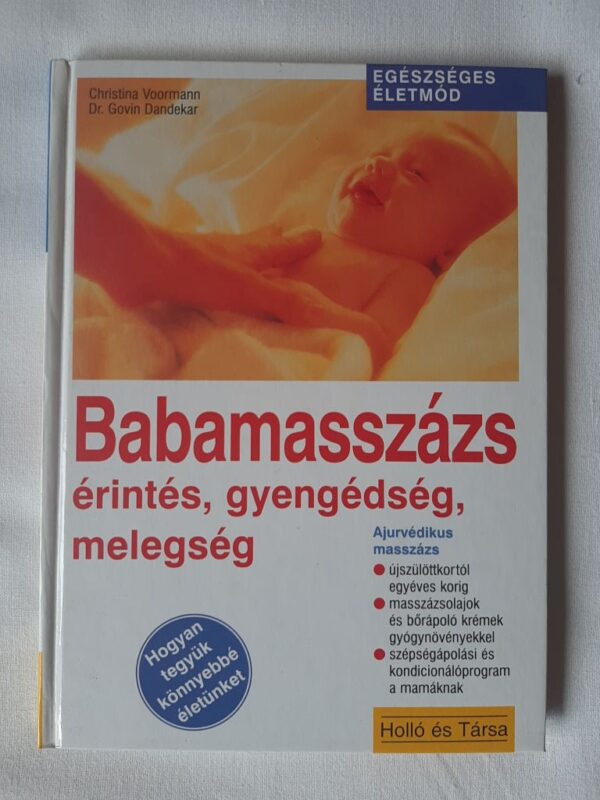 Christina Voormann
Dr. Govin Dandekar
EGÉSZSÉGES
ÉLETMÓD
Babamasszázs
érintés, gyengédség,
melegség
Ajurvédikus
masszázs
újszülöttkortól
egyéves korig
masszázsolajok
és bőrápoló krémek
gyógynövényekkel
szépségápolási és
kondicionálóprogram
a mamáknak
Hogyan
tegyük
könnyebbé
életünket
Holló és Társa